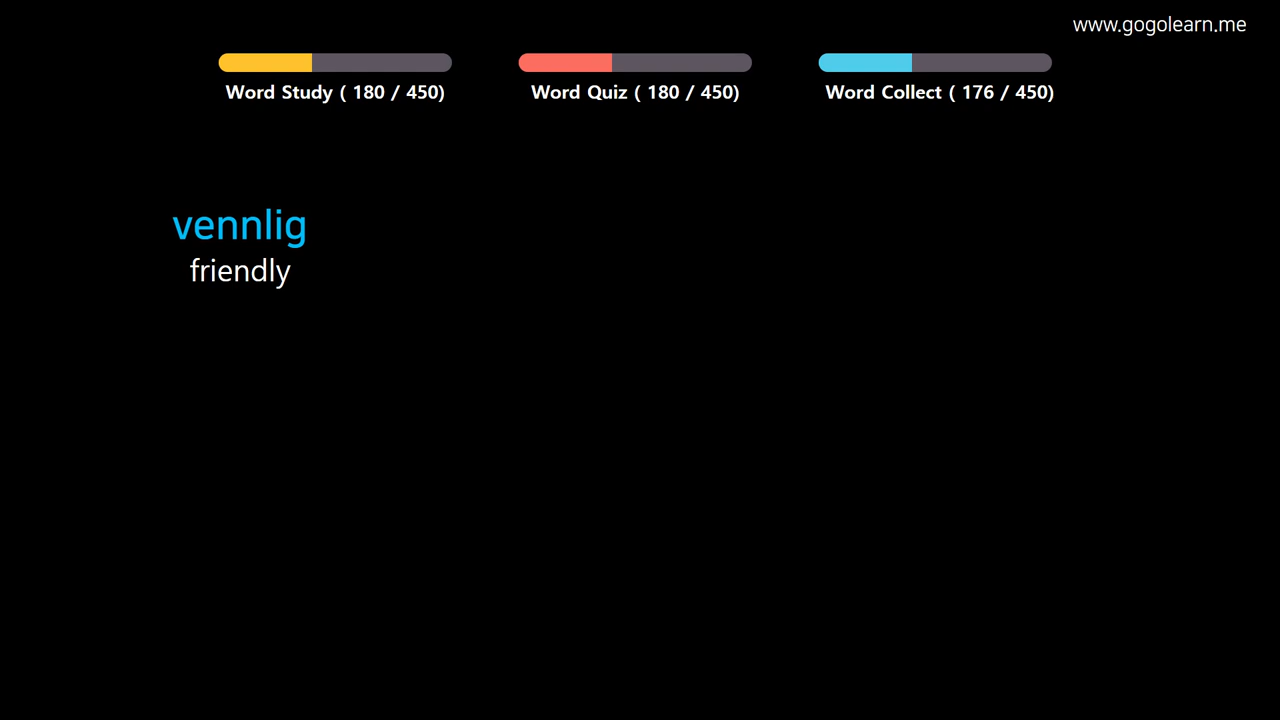 www.gogolearn.me
Word Study ( 180 / 450)
Word Quiz ( 180 / 450)
Word Collect ( 176 / 450)
vennlig
friendly